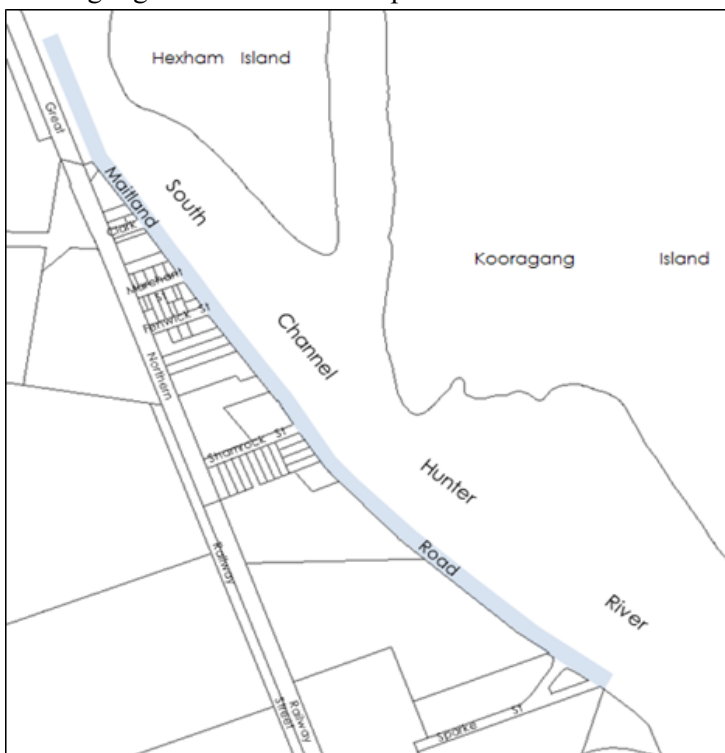 Hexham Island
Great
Maitland
South
Clark
Kooragang Island
Marchant
St
Fenwick St
Channel
Northern
Shamrock St
Hunter
Road
Railway
River
Railway
Street
Sparke St